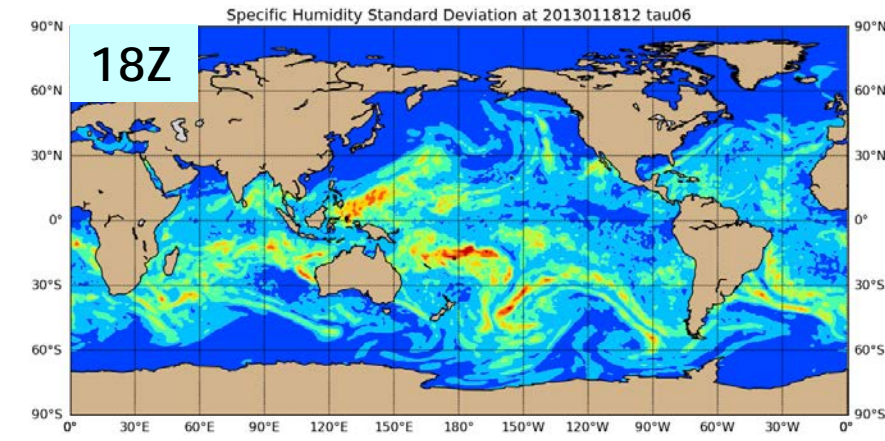 Specific Humidity Standard Deviation at 2013011812 tau06
18Z
90°N 90°N
60°N 60°N
30°N 30°N
0° 0°
30°S 30°S
60°S 60°S
90°S 90°S
0° 30°E 60°E 90°E 120°E 150°E 180° 150°W 120°W 90°W 60°W 30°W 0°